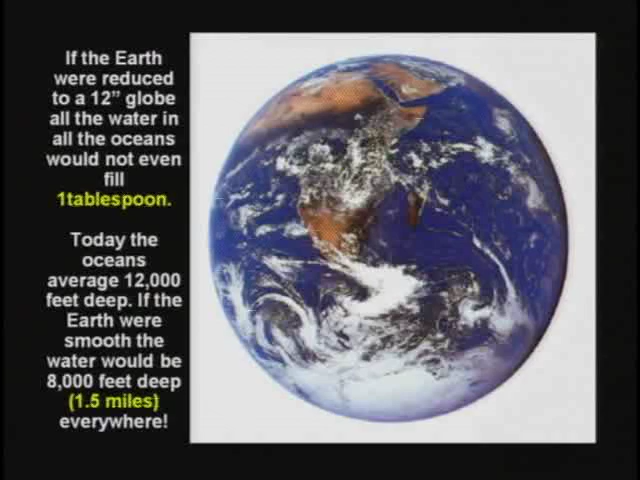 If the Earth
were reduced
to a 12” globe
all the water in
all the oceans
would not even
fill
1tablespoon.
Today the
oceans
average 12,000
feet deep. If the
Earth were
smooth the
water would be
8,000 feet deep
(1.5 miles)
everywhere!